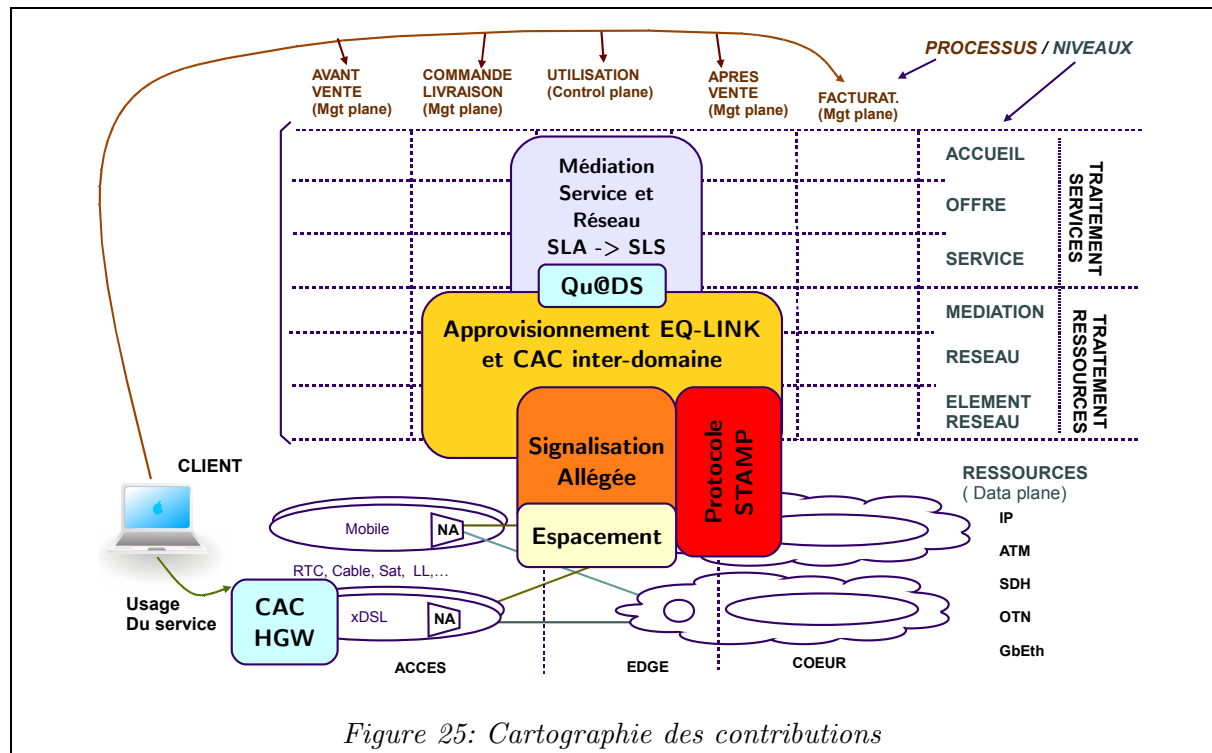 PROCESSUS / NIVEAUX
AVANT
VENTE
(Mgt plane)
COMMANDE
LIVRAISON
(Mgt plane)
UTILISATION
(Control plane)
APRES
VENTE
(Mgt plane)
FACTURAT.
(Mgt plane)
ACCUEIL
OFFRE
SERVICE
MEDIATION
RESEAU
ELEMENT
RESEAU
TRAITEMENT
SERVICES
TRAITEMENT
RESSOURCES
Médiation
Service et
Réseau
SLA -> SLS
Qu@DS
Approvisionnement EQ-LINK
et CAC inter-domaine
Signalisation
Allégée
Protocole
STAMP
Espacement
CLIENT
Usage
Du service
CAC
HGW
Mobile
NA
RTC, Cable, Sat, LL,...
xDSL
NA
ACCES
EDGE
COEUR
RESSOURCES
( Data plane)
IP
ATM
SDH
OTN
GbEth
Figure 25: Cartographie des contributions